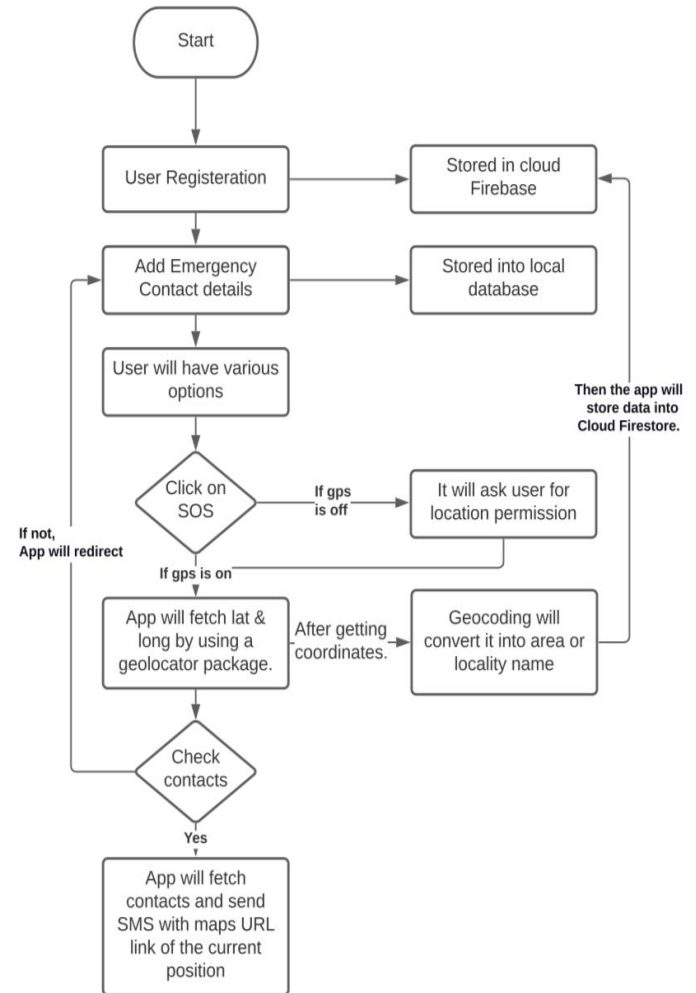 Start
User Registeration
Stored in cloud
Firebase
Add Emergency
Contact details
Stored into local
database
User will have various
options
Then the app will
store data into
Cloud Firestore.
Click on
SOS
If gps
is off
It will ask user for
location permission
If not,
App will redirect
If gps is on
App will fetch lat &
long by using a
geolocator package.
After getting
coordinates.
Geocoding will
convert it into area or
locality name
Check
contacts
Yes
App will fetch
contacts and send
SMS with maps URL
link of the current
position